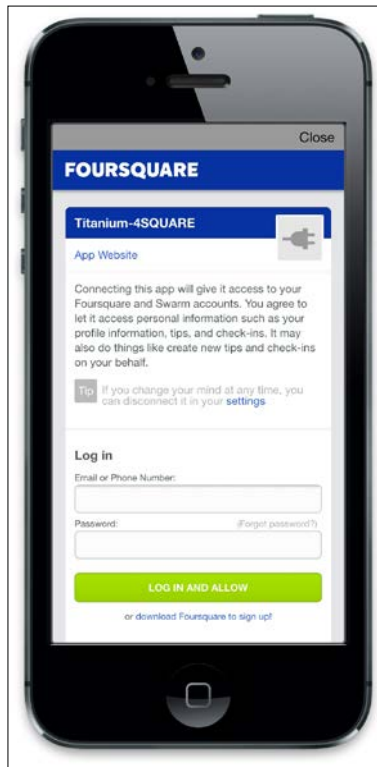 Close
FOURSQUARE
Titanium-4SQUARE
App Website
Connecting this app will give it access to your
Foursquare and Swarm accounts. You agree to
let it access personal information such as your
profile information, tips, and check-ins. It may
also do things like create new tips and check-ins
on your behalf.
Tip If you change your mind at any time, you
can disconnect it in your settings
Log in
Email or Phone Number:
Password: (Forgot password?)
LOG IN AND ALLOW
or download Foursquare to sign up!